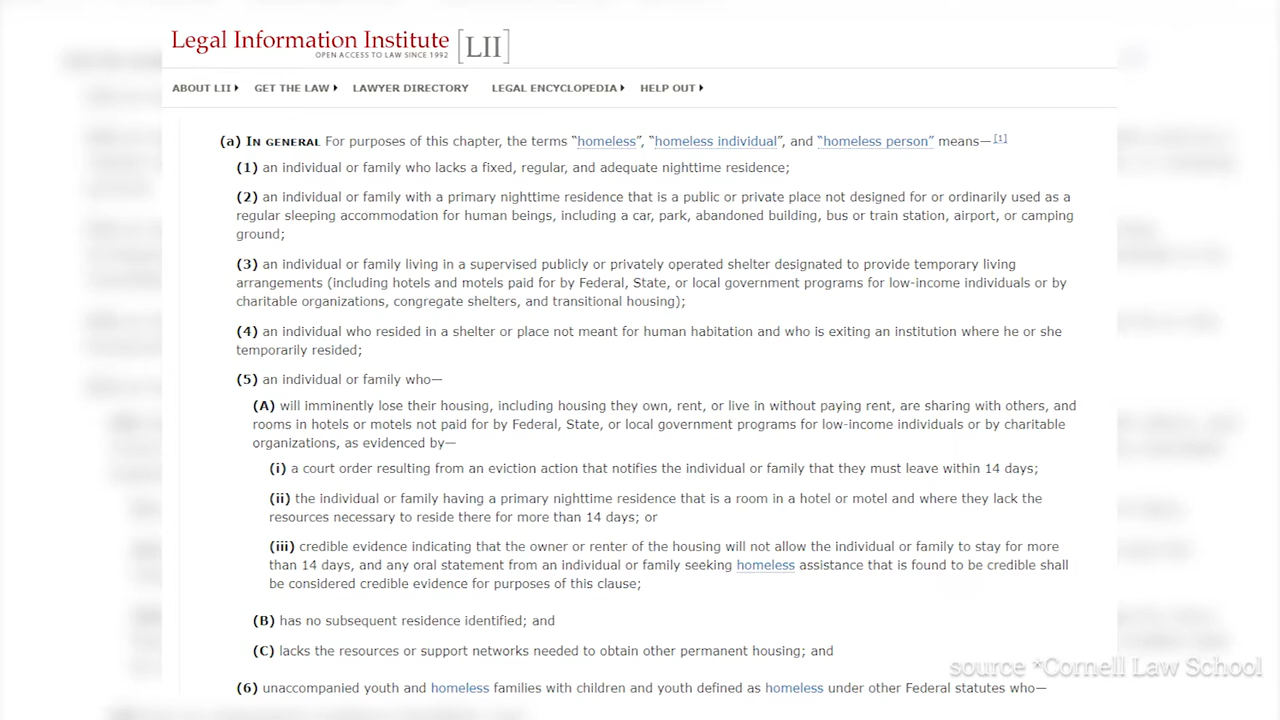 Legal Information Institute [LII]
OPEN ACCESS TO LAW SINCE 1992
ABOUT LII GET THE LAW LAWYER DIRECTORY LEGAL ENCYCLOPEDIA HELP OUT
(a) IN GENERAL For purposes of this chapter, the terms “homeless”, “homeless individual”, and “homeless person” means—[1]
(1) an individual or family who lacks a fixed, regular, and adequate nighttime residence;
(2) an individual or family with a primary nighttime residence that is a public or private place not designed for or ordinarily used as a
regular sleeping accommodation for human beings, including a car, park, abandoned building, bus or train station, airport, or camping
ground;
(3) an individual or family living in a supervised publicly or privately operated shelter designated to provide temporary living
arrangements (including hotels and motels paid for by Federal, State, or local government programs for low-income individuals or by
charitable organizations, congregate shelters, and transitional housing);
(4) an individual who resided in a shelter or place not meant for human habitation and who is exiting an institution where he or she
temporarily resided;
(5) an individual or family who—
(A) will imminently lose their housing, including housing they own, rent, or live in without paying rent, are sharing with others, and
rooms in hotels or motels not paid for by Federal, State, or local government programs for low-income individuals or by charitable
organizations, as evidenced by—
(i) a court order resulting from an eviction action that notifies the individual or family that they must leave within 14 days;
(ii) the individual or family having a primary nighttime residence that is a room in a hotel or motel and where they lack the
resources necessary to reside there for more than 14 days; or
(iii) credible evidence indicating that the owner or renter of the housing will not allow the individual or family to stay for more
than 14 days, and any oral statement from an individual or family seeking homeless assistance that is found to be credible shall
be considered credible evidence for purposes of this clause;
(B) has no subsequent residence identified; and
(C) lacks the resources or support networks needed to obtain other permanent housing; and
source *Cornell Law School
(6) unaccompanied youth and homeless families with children and youth defined as homeless under other Federal statutes who—